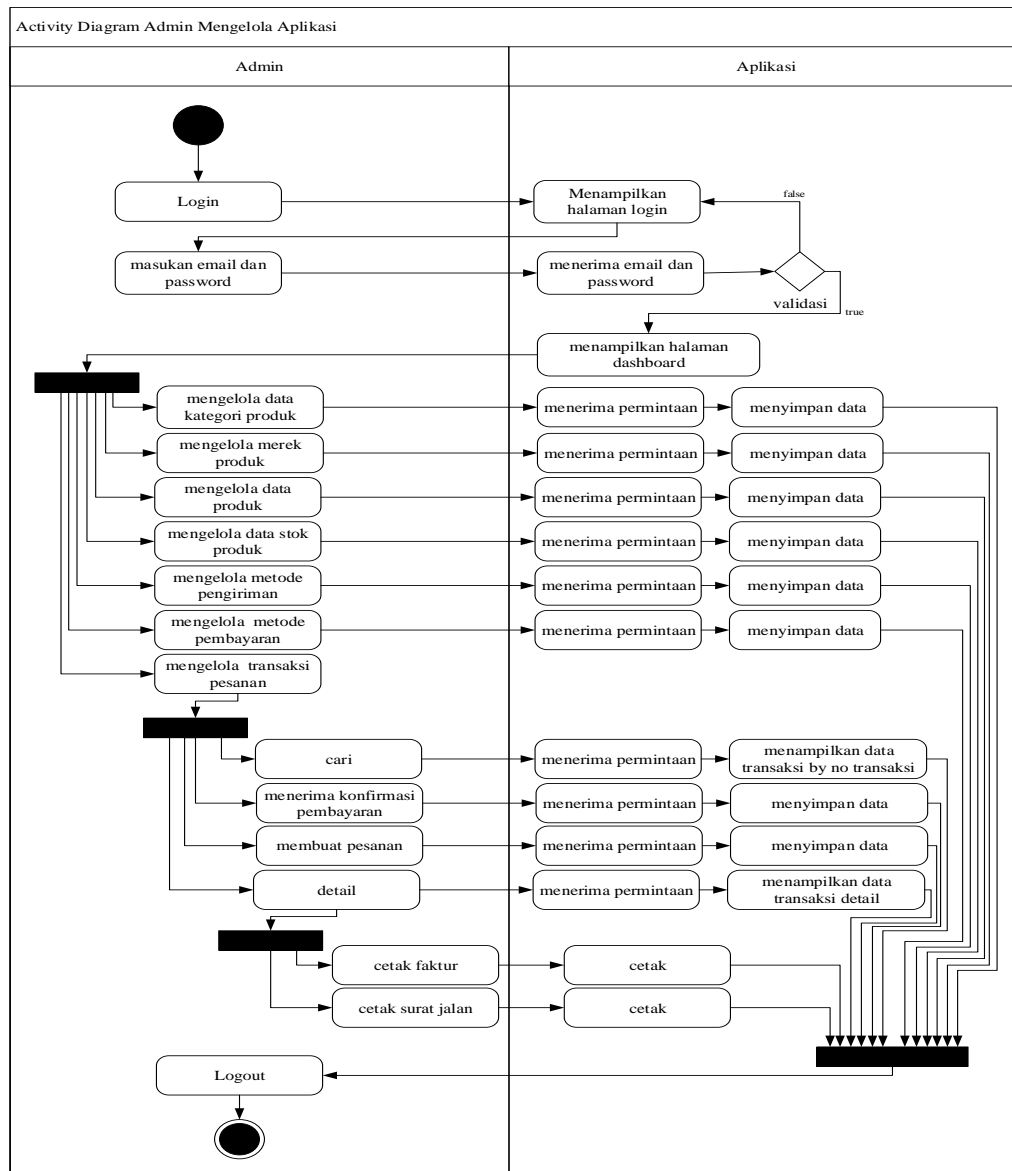 Activity Diagram Admin Mengelola Aplikasi
Admin
Aplikasi
Login
Menampilkan
halaman login
false
masukan email dan
password
menerima email dan
password
validasi
true
menampilkan halaman
dashboard
mengelola data
kategori produk
menerima permintaan
menyimpan data
mengelola merek
produk
menerima permintaan
menyimpan data
mengelola data
produk
menerima permintaan
menyimpan data
mengelola data stok
produk
menerima permintaan
menyimpan data
mengelola metode
pengiriman
menerima permintaan
menyimpan data
mengelola metode
pembayaran
menerima permintaan
menyimpan data
mengelola transaksi
pesanan
cari
menerima permintaan
menampilkan data
transaksi by no transaksi
menerima konfirmasi
pembayaran
menerima permintaan
menyimpan data
membuat pesanan
menerima permintaan
menyimpan data
detail
menerima permintaan
menampilkan data
transaksi detail
cetak faktur
cetak
cetak surat jalan
cetak
Logout